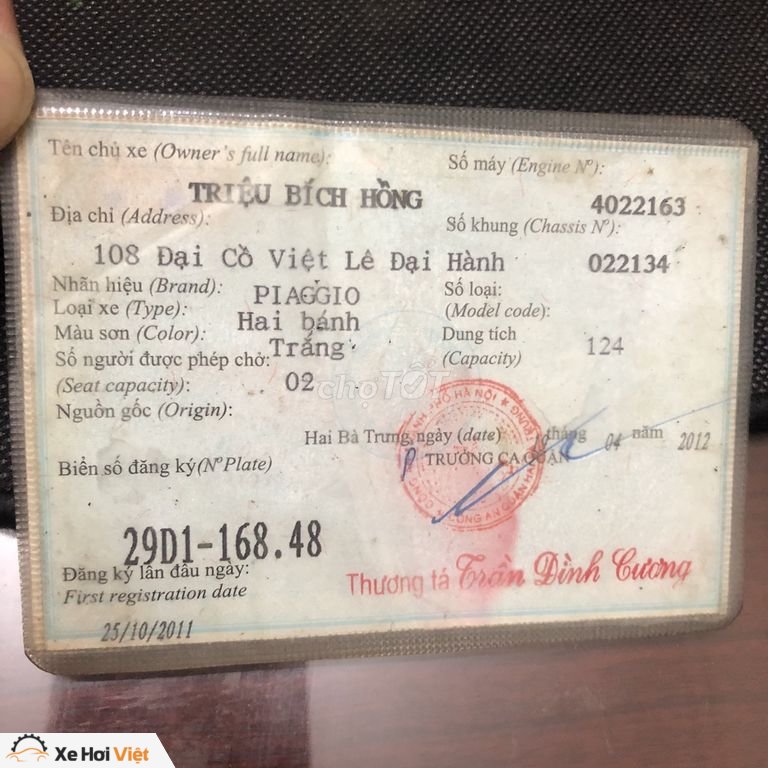 Tên chủ xe (Owner's full name):
TRIỆU BÍCH HỒNG
Số máy (Engine Nº):
4022163
Địa chỉ (Address):
108 Đại Cồ Việt Lê Đại Hành
Số khung (Chassis Nº):
022134
Nhãn hiệu (Brand): PIAGGIO
Số loại:
(Model code):
Loại xe (Type): Hai bánh
Màu sơn (Color): Trắng
Dung tích
(Capacity) 124
Số người được phép chở:
(Seat capacity): 02
Nguồn gốc (Origin):
chợTỐT
Hai Bà Trưng, ngày (date) tháng 04 năm 2012
P TRƯỞNG CA QUẬN
Biển số đăng ký (Nº Plate)
29D1-168.48
Đăng ký lần đầu ngày:
First registration date
25/10/2011
Thượng tá Trần Đình Cương
Xe Hơi Việt